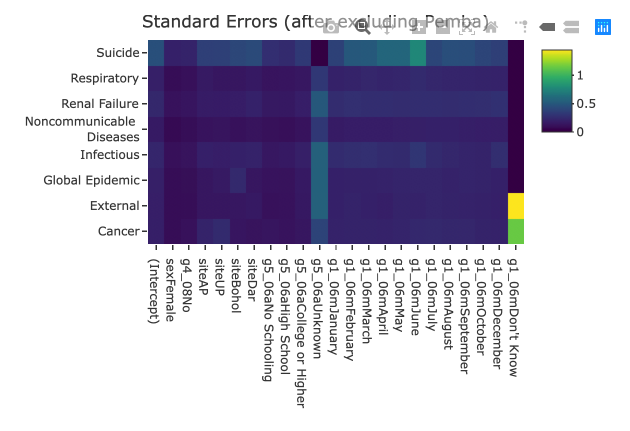 Standard Errors (after excluding Pemba)
Suicide
Respiratory
Renal Failure
Noncommunicable
Diseases
Infectious
Global Epidemic
External
Cancer
1
0.5
0
(Intercept)
sexFemale
g4_08No
siteAP
siteUP
siteBohol
siteDar
g5_06aNo Schooling
g5_06aHigh School
g5_06aCollege or Higher
g5_06aUnknown
g1_06mJanuary
g1_06mFebruary
g1_06mMarch
g1_06mApril
g1_06mMay
g1_06mJune
g1_06mJuly
g1_06mAugust
g1_06mSeptember
g1_06mOctober
g1_06mDecember
g1_06mDon't Know